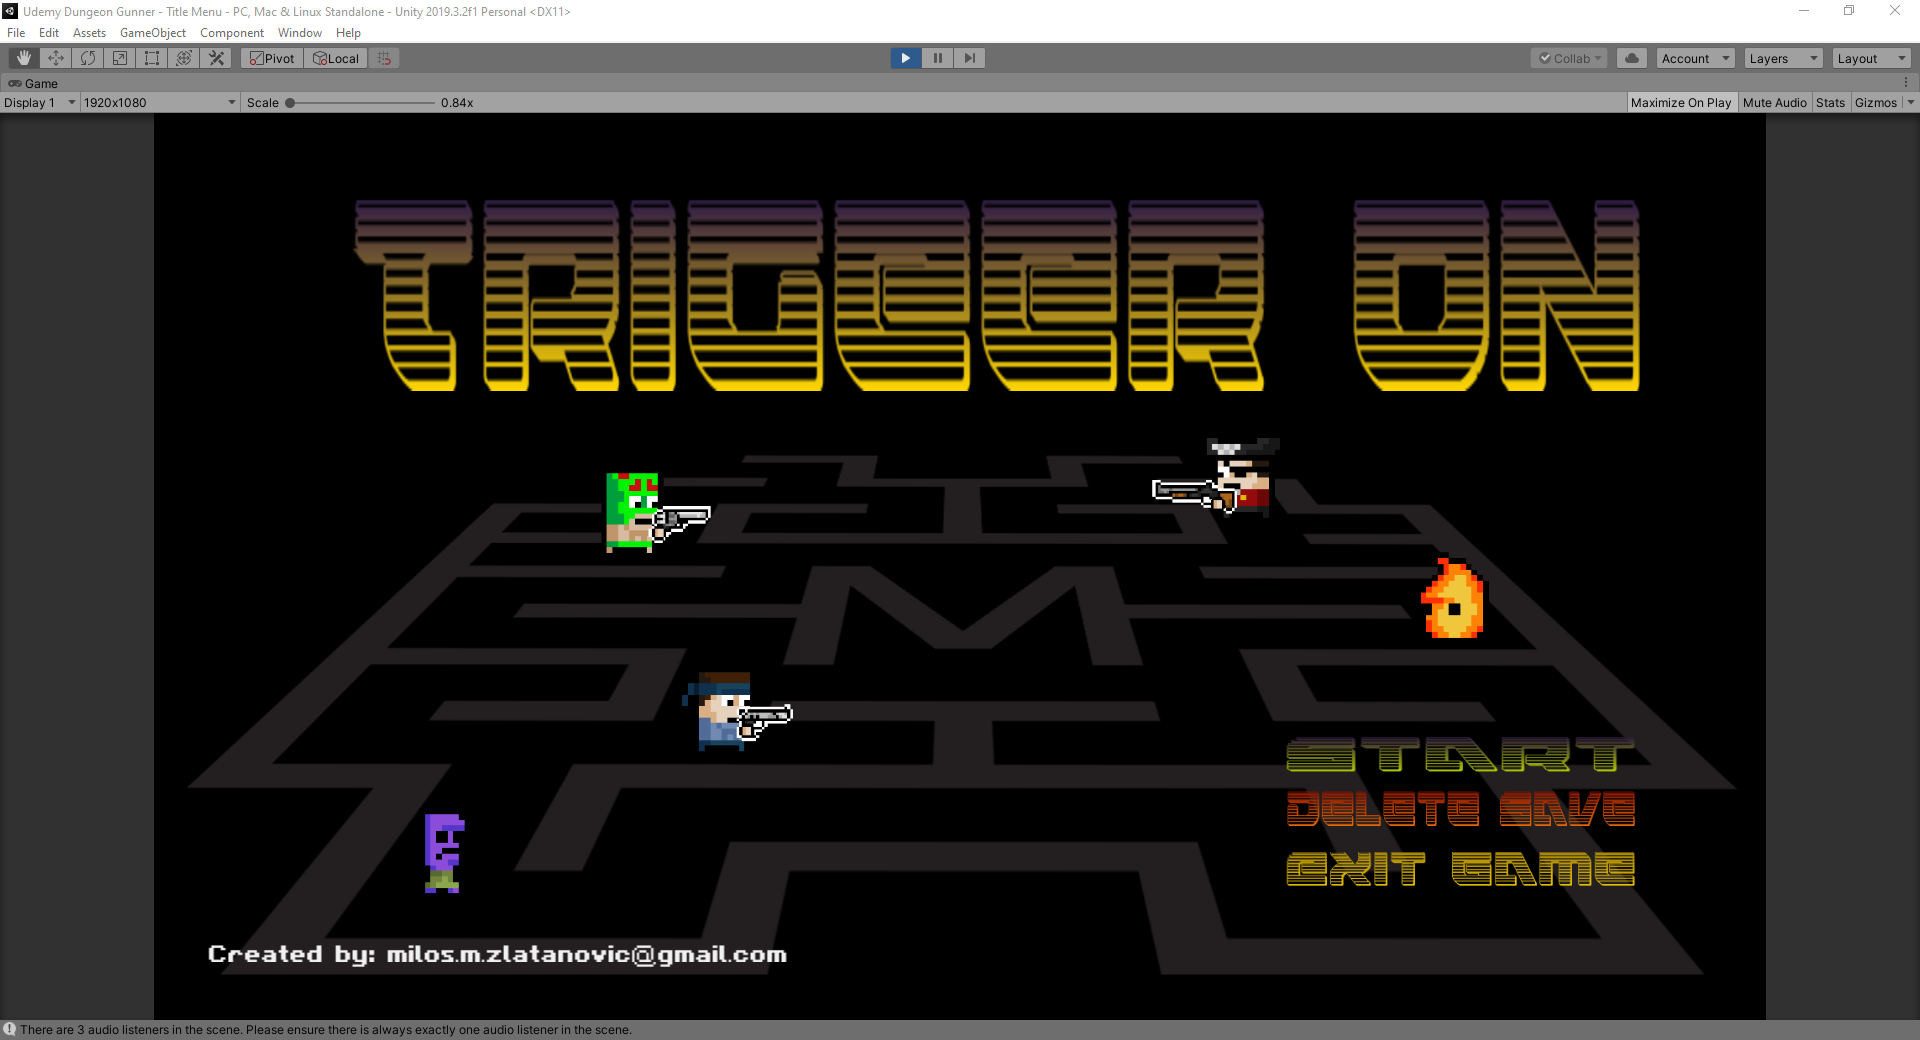 Udemy Dungeon Gunner - Title Menu - PC, Mac & Linux Standalone - Unity 2019.3.2f1 Personal <DX11>
File Edit Assets GameObject Component Window Help
Pivot Local Collab Account Layers Layout
Game
Display 1 1920x1080 Scale 0.84x Maximize On Play Mute Audio Stats Gizmos
TRIGGER ON
START
DELETE SAVE
EXIT GAME
Created by: milos.m.zlatanovic@gmail.com
There are 3 audio listeners in the scene. Please ensure there is always exactly one audio listener in the scene.